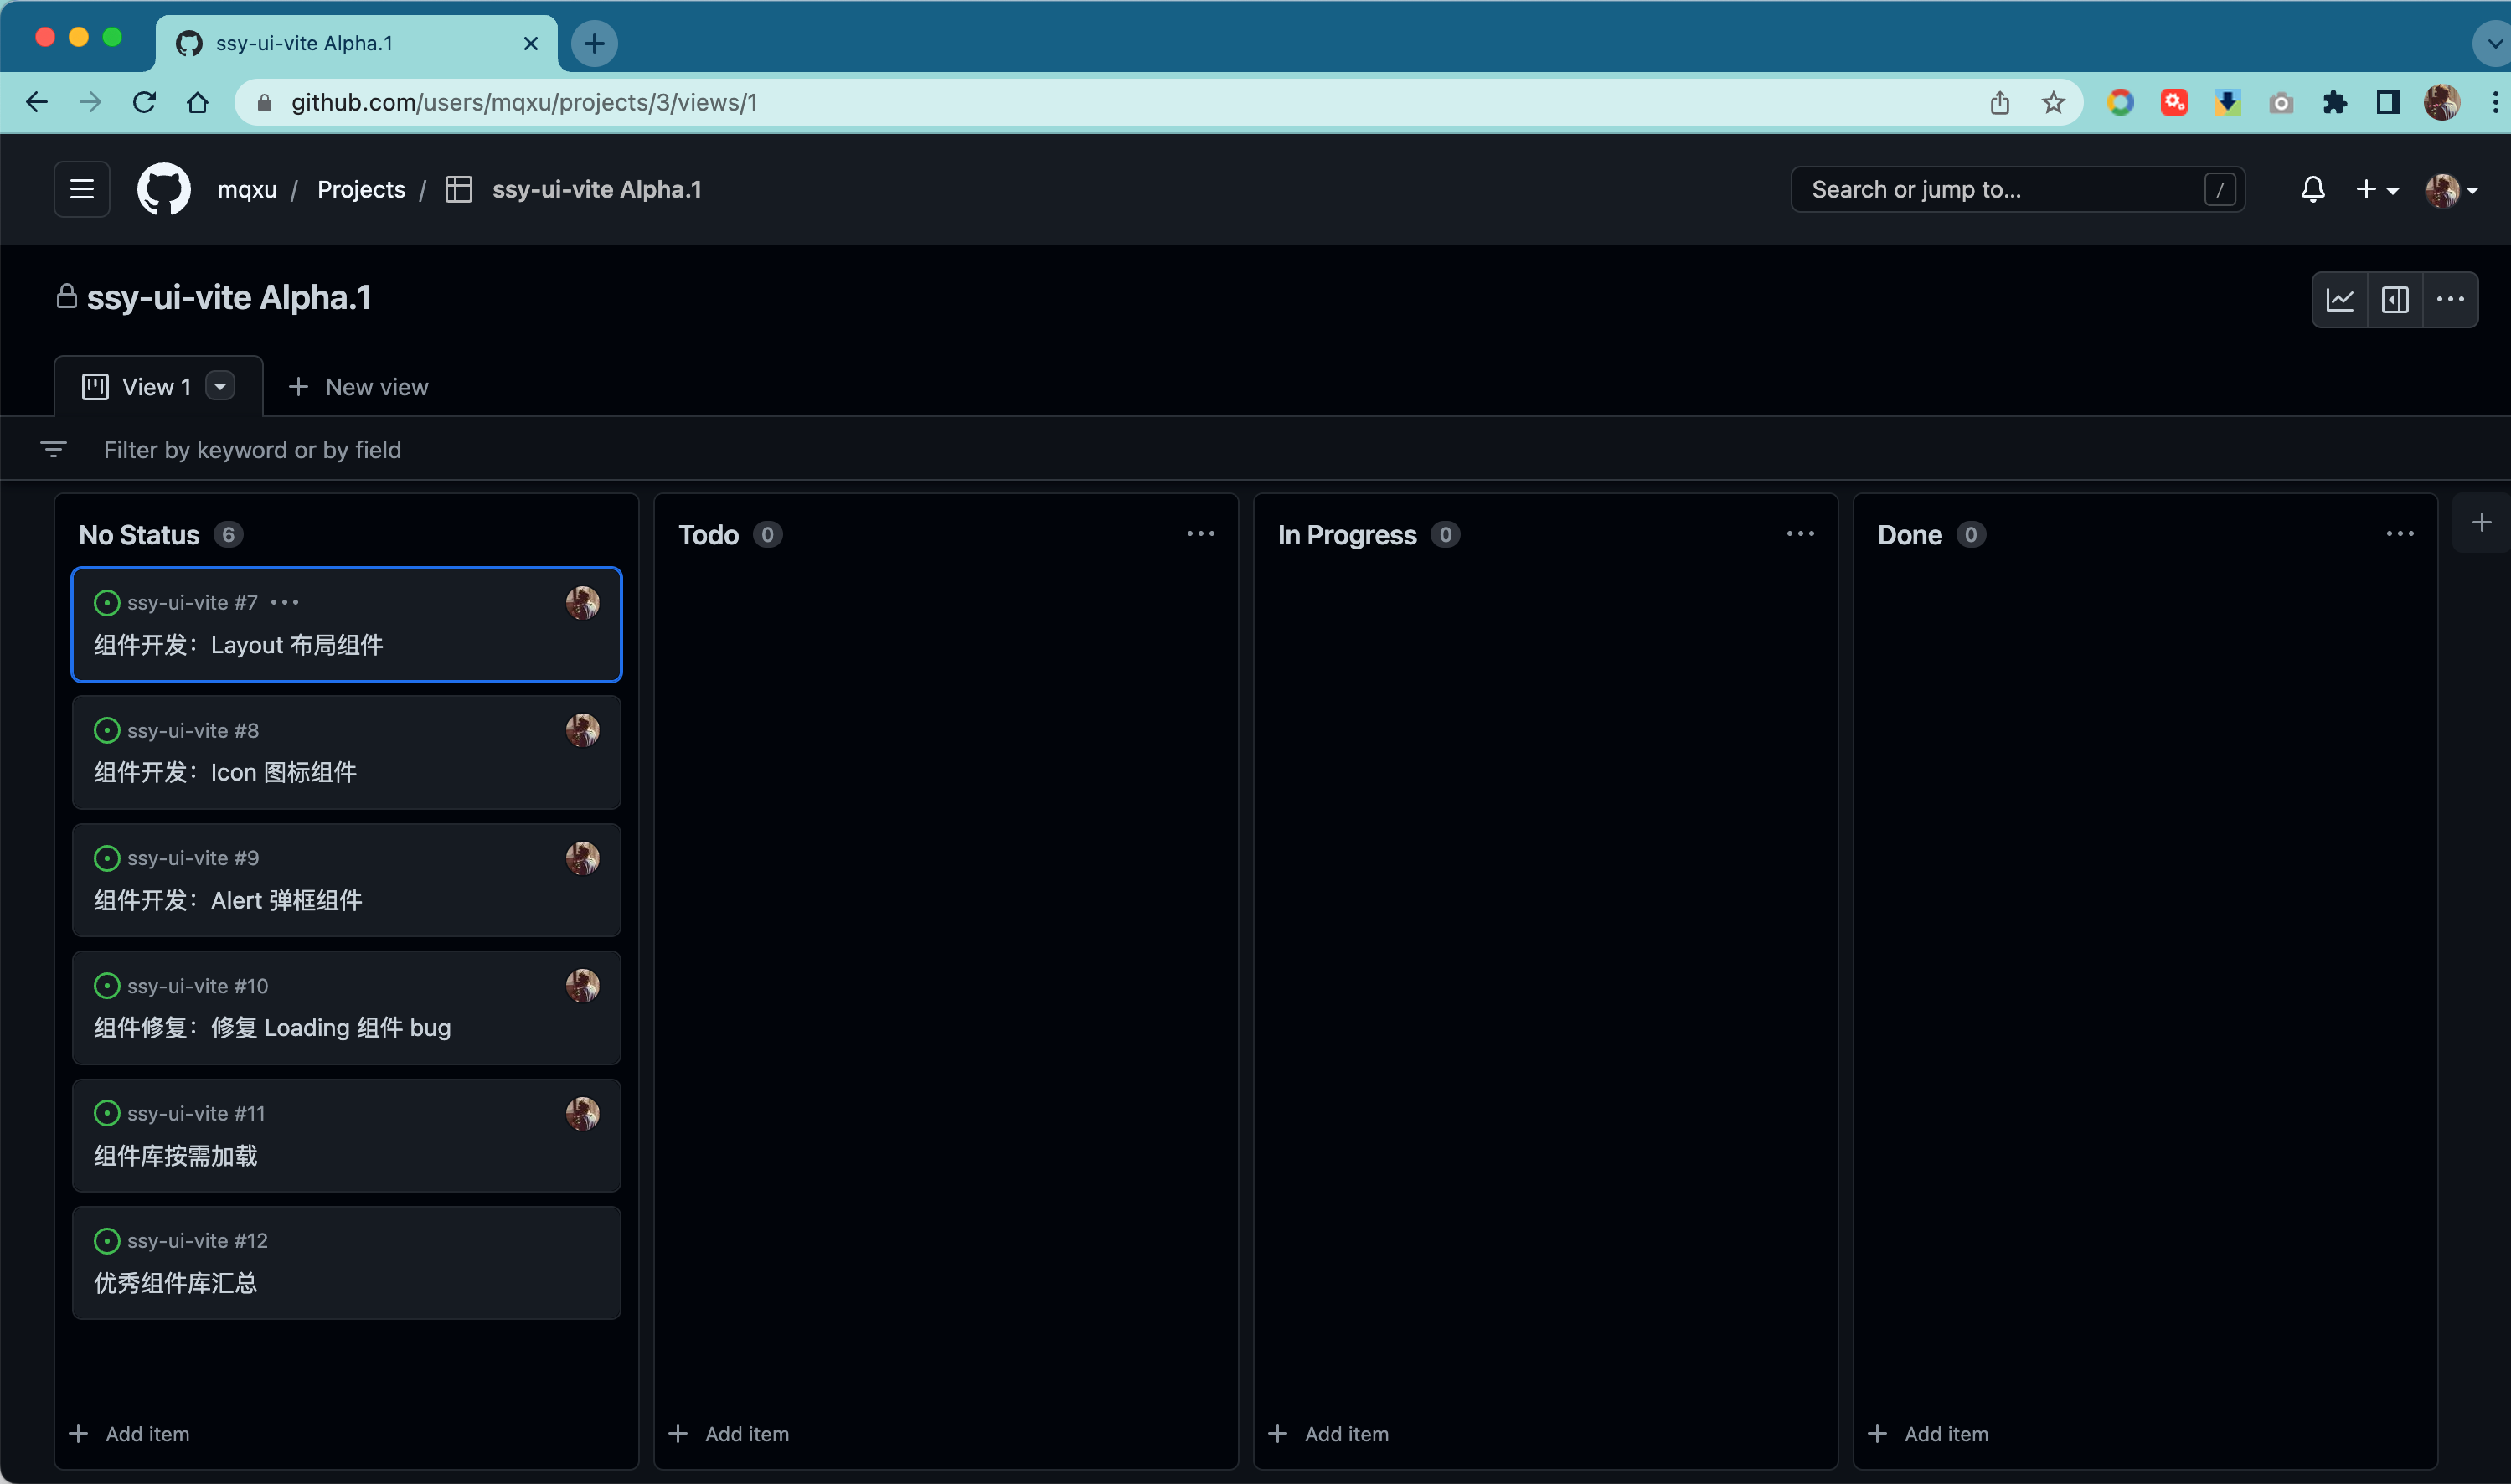 ssy-ui-vite Alpha.1
github.com/users/mqxu/projects/3/views/1
mqxu / Projects / ssy-ui-vite Alpha.1
Search or jump to... /
ssy-ui-vite Alpha.1
View 1 New view
Filter by keyword or by field
No Status 6
ssy-ui-vite #7
组件开发：Layout 布局组件
ssy-ui-vite #8
组件开发：Icon 图标组件
ssy-ui-vite #9
组件开发：Alert 弹框组件
ssy-ui-vite #10
组件修复：修复 Loading 组件 bug
ssy-ui-vite #11
组件库按需加载
ssy-ui-vite #12
优秀组件库汇总
Add item
Todo 0
Add item
In Progress 0
Add item
Done 0
Add item